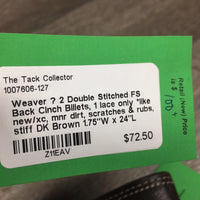 The Tack Collector
1007606-127
Weaver ? 2 Double Stitched FS
Back Cinch Billets, 1 lace only *like
new/xc, mnr dirt, scratches & rubs,
stiff DK Brown 1.75"W x 24"L
$72.50
Z11EAV
Retail (New) Price
is $
100⁴